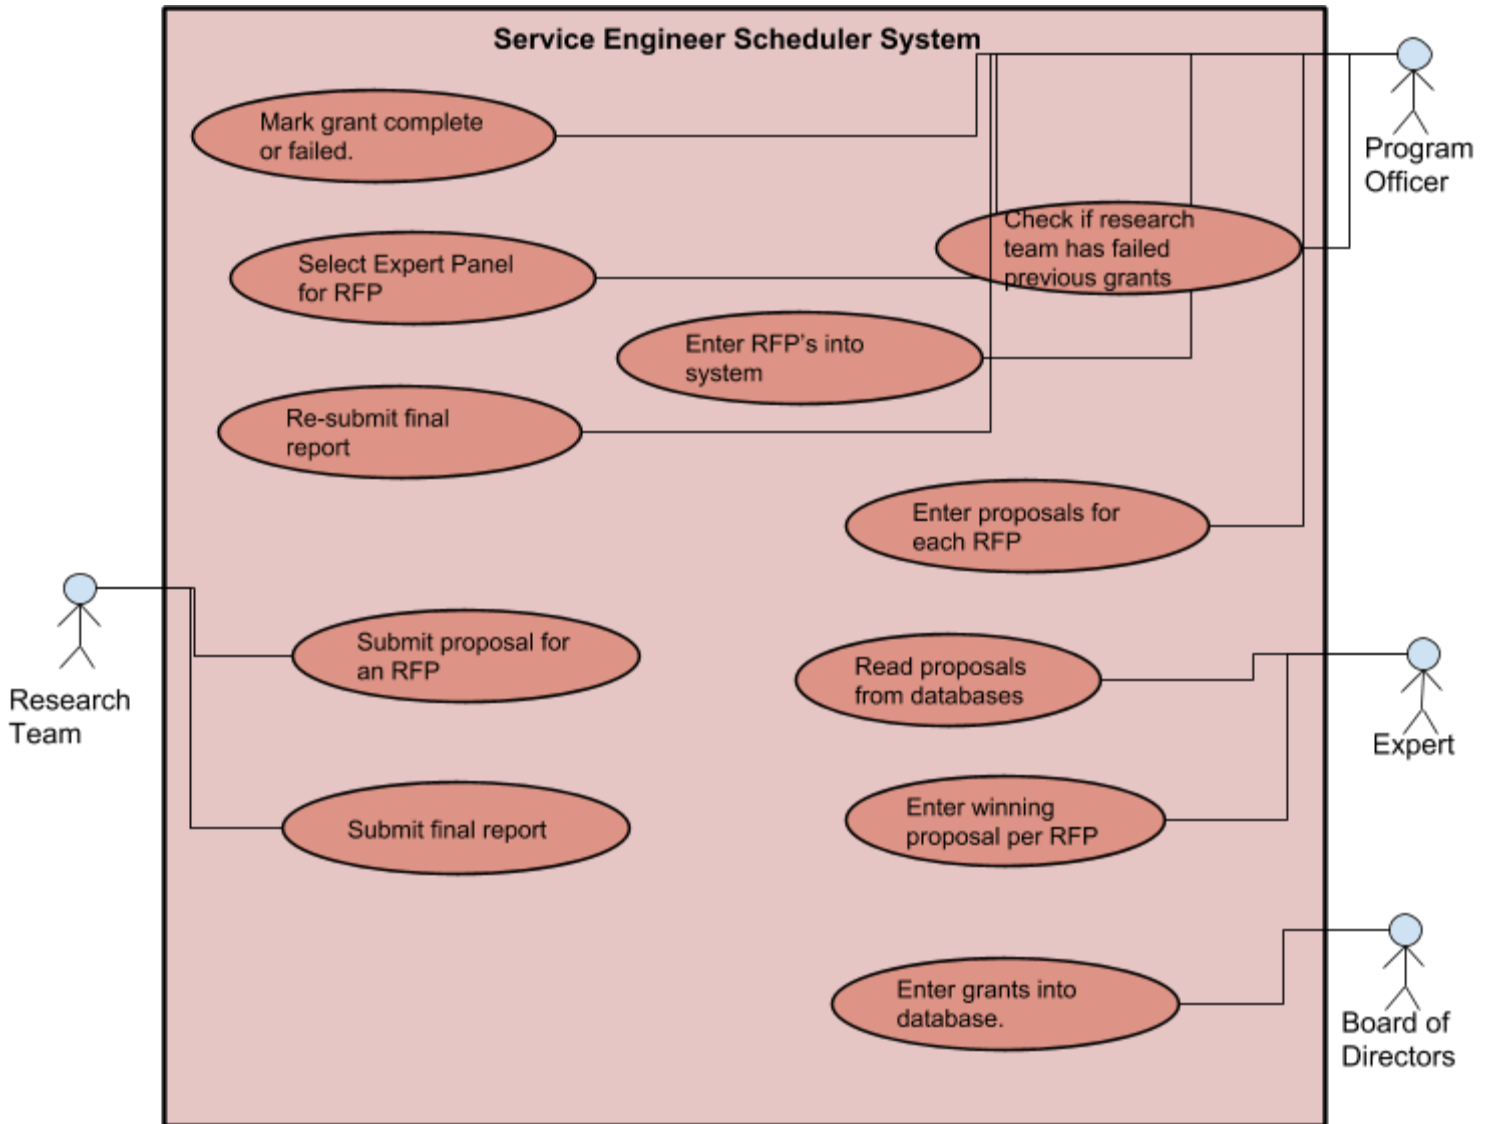 Service Engineer Scheduler System
Mark grant complete
or failed.
Program
Officer
Check if research
team has failed
previous grants
Select Expert Panel
for RFP
Enter RFP's into
system
Re-submit final
report
Enter proposals for
each RFP
Research
Team
Submit proposal for
an RFP
Read proposals
from databases
Expert
Submit final report
Enter winning
proposal per RFP
Enter grants into
database.
Board of
Directors